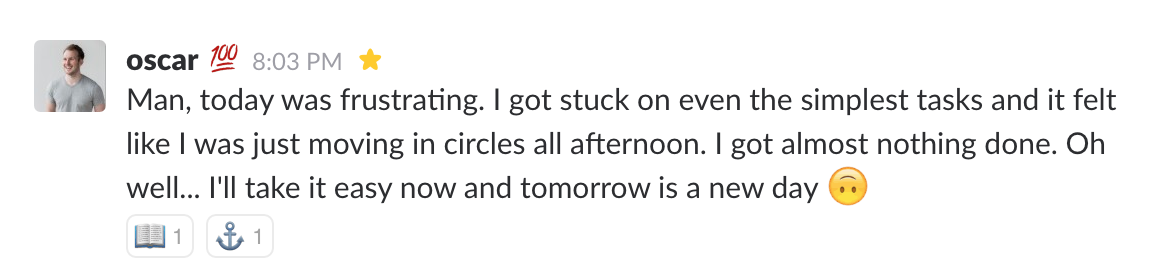 oscar 💯 8:03 PM ⭐
Man, today was frustrating. I got stuck on even the simplest tasks and it felt
like I was just moving in circles all afternoon. I got almost nothing done. Oh
well... I'll take it easy now and tomorrow is a new day 🙃
📖 1 ⚓ 1